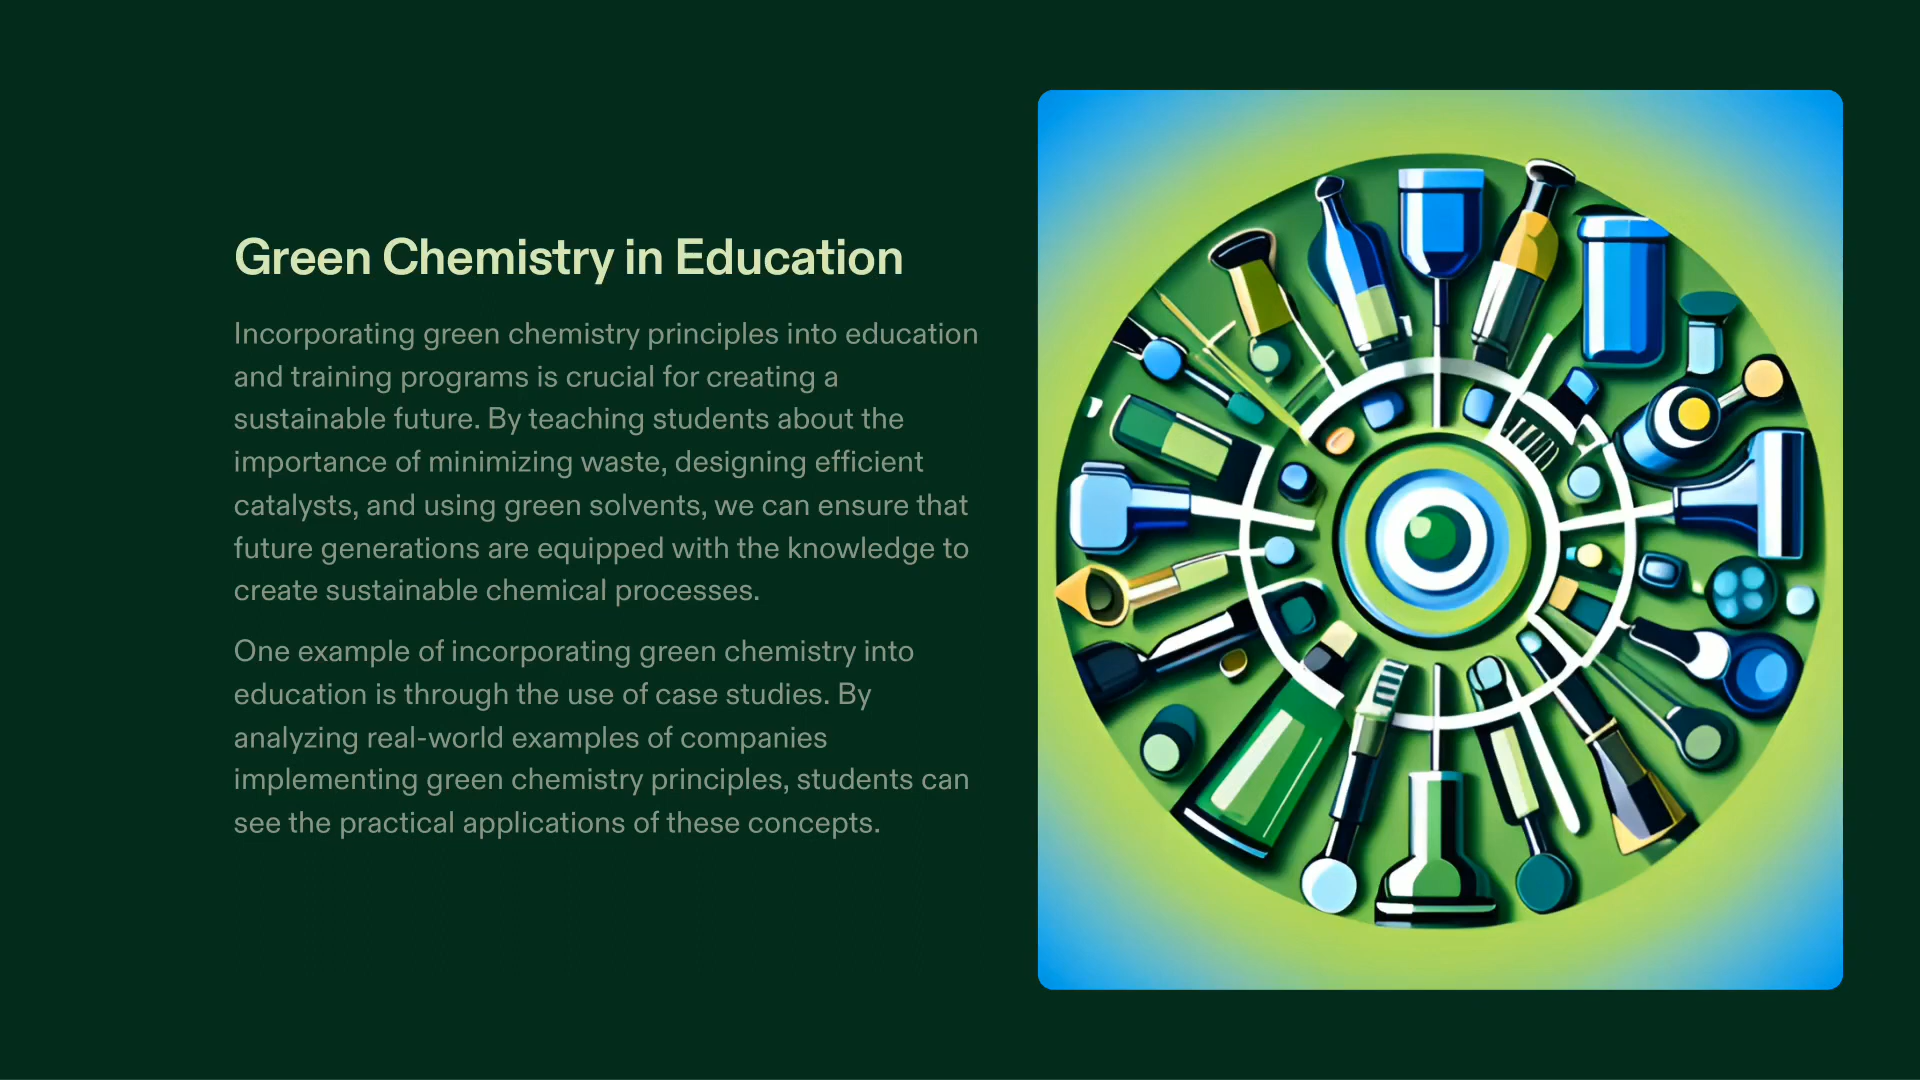 Green Chemistry in Education
Incorporating green chemistry principles into education
and training programs is crucial for creating a
sustainable future. By teaching students about the
importance of minimizing waste, designing efficient
catalysts, and using green solvents, we can ensure that
future generations are equipped with the knowledge to
create sustainable chemical processes.
One example of incorporating green chemistry into
education is through the use of case studies. By
analyzing real-world examples of companies
implementing green chemistry principles, students can
see the practical applications of these concepts.